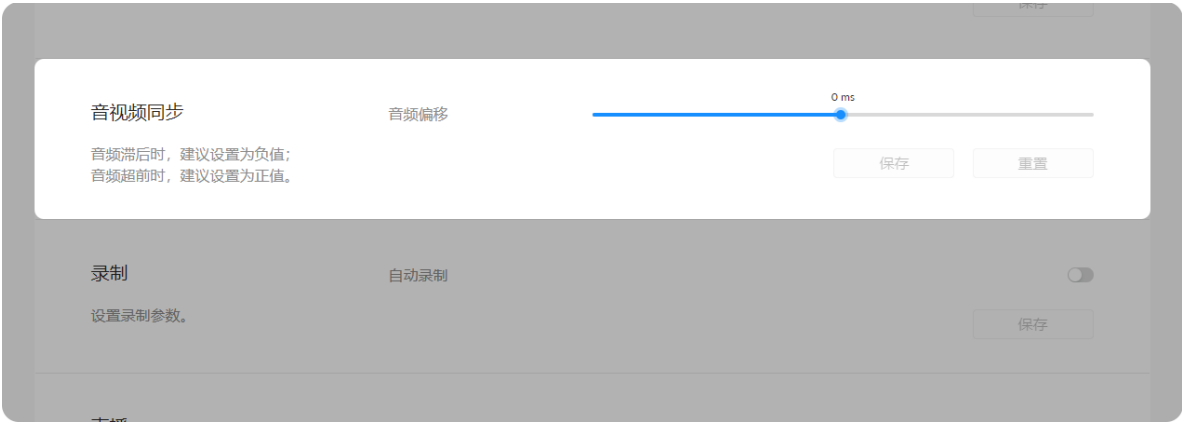 音视频同步
音频偏移
0 ms
音频滞后时，建议设置为负值；
音频超前时，建议设置为正值。
保存
重置
录制
自动录制
设置录制参数。
保存